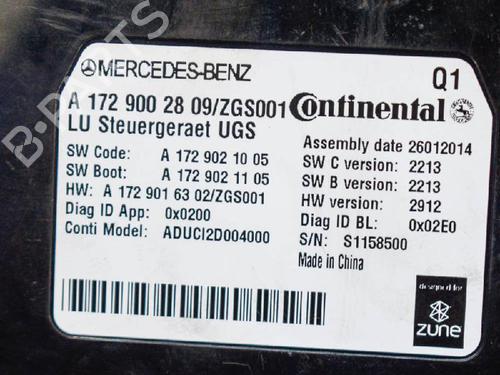 MERCEDES-BENZ
Q1
A 172 900 28 09/ZGS001
Continental
LU Steuergeraet UGS
Assembly date 26012014
SW Code: A 172 902 10 05
SW C version: 2213
SW Boot: A 172 902 11 05
SW B version: 2213
HW: A 172 901 63 02/ZGS001
HW version: 2912
Diag ID App: 0x0200
Diag ID BL: 0x02E0
Conti Model: ADUCI2D004000
S/N: S1158500
Made in China
designed for
zune
B-PARTS